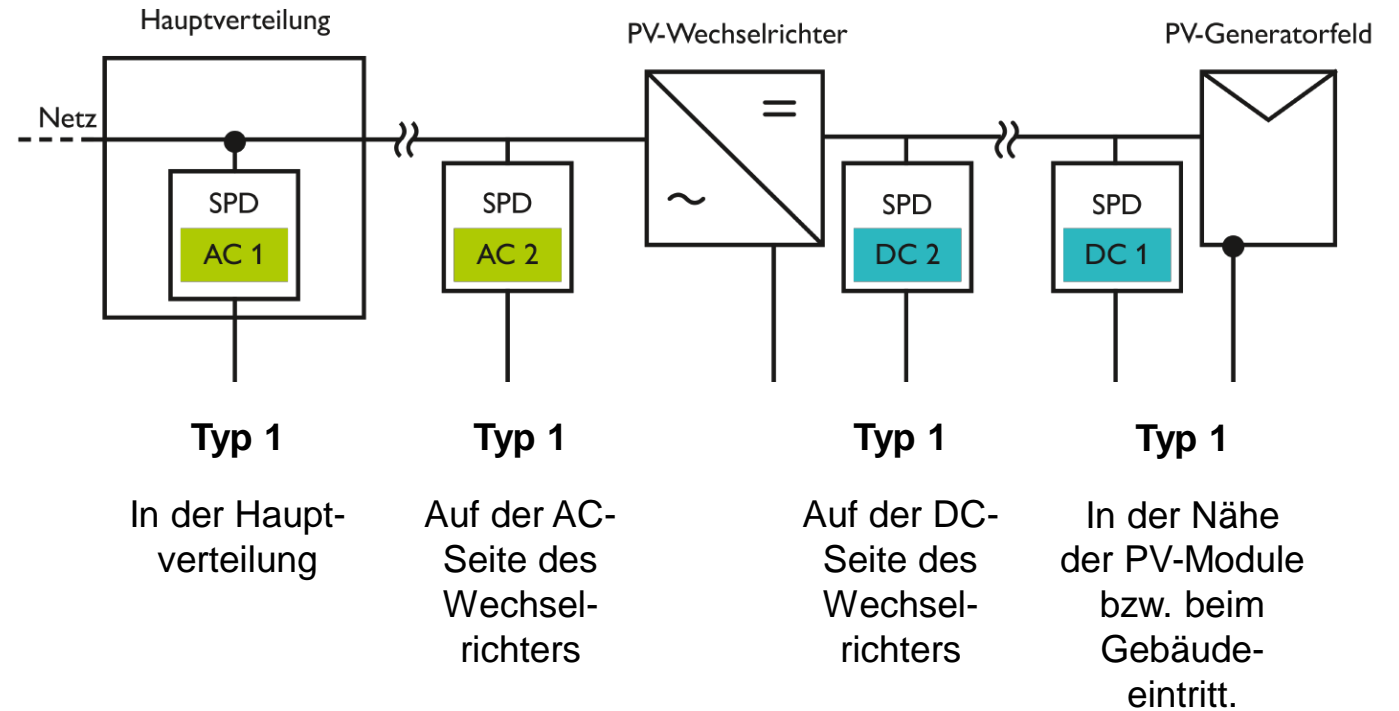 Hauptverteilung
PV-Wechselrichter
PV-Generatorfeld
Netz
SPD
AC 1
SPD
AC 2
SPD
DC 2
SPD
DC 1
Typ 1
In der Haupt-
verteilung
Typ 1
Auf der AC-
Seite des
Wechsel-
richters
Typ 1
Auf der DC-
Seite des
Wechsel-
richters
Typ 1
In der Nähe
der PV-Module
bzw. beim
Gebäude-
eintritt.